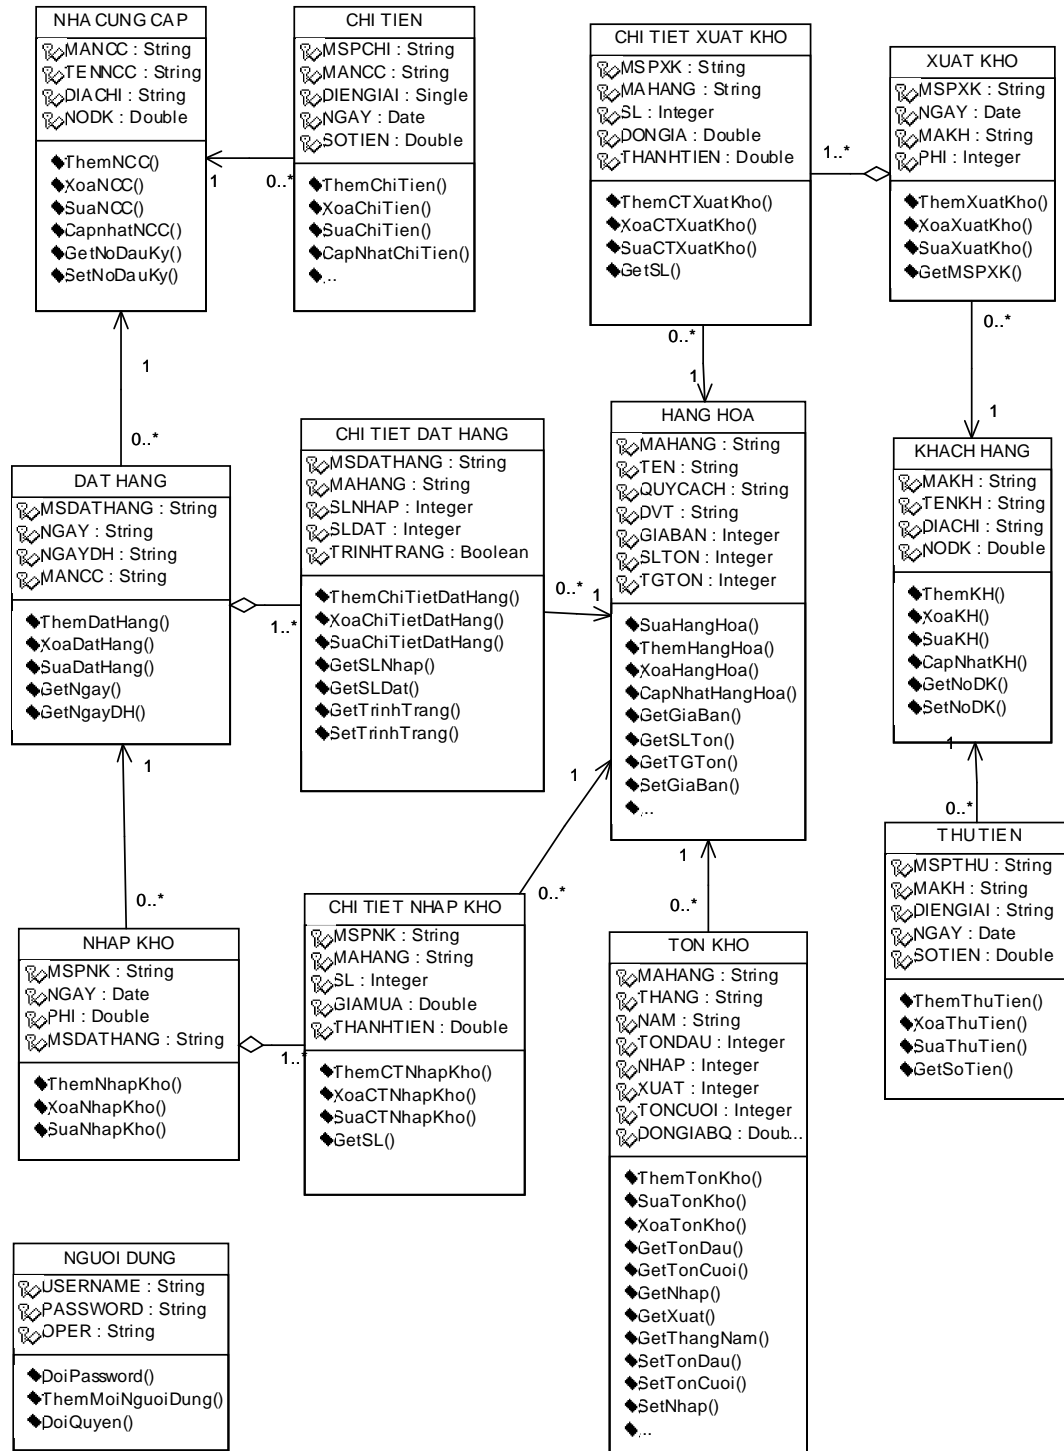 NHA CUNG CAP
MANCC : String
TENNCC : String
DIACHI : String
NODK : Double
ThemNCC()
XoaNCC()
SuaNCC()
CapnhatNCC()
GetNoDauKy()
SetNoDauKy()
CHI TIEN
MSPCHI : String
MANCC : String
DIENGIAI : Single
NGAY : Date
SOTIEN : Double
ThemChiTien()
XoaChiTien()
SuaChiTien()
CapNhatChiTien()
...
1
0..*
CHI TIET XUAT KHO
MSPXK : String
MAHANG : String
SL : Integer
DONGIA : Double
THANHTIEN : Double
ThemCTXuatKho()
XoaCTXuatKho()
SuaCTXuatKho()
GetSL()
1..*
XUAT KHO
MSPXK : String
NGAY : Date
MAKH : String
PHI : Integer
ThemXuatKho()
XoaXuatKho()
SuaXuatKho()
GetMSPXK()
1
0..*
0..*
1
0..*
1
DAT HANG
MSDATHANG : String
NGAY : String
NGAYDH : String
MANCC : String
ThemDatHang()
XoaDatHang()
SuaDatHang()
GetNgay()
GetNgayDH()
1..*
CHI TIET DAT HANG
MSDATHANG : String
MAHANG : String
SLNHAP : Integer
SLDAT : Integer
TRINHTRANG : Boolean
ThemChiTietDatHang()
XoaChiTietDatHang()
SuaChiTietDatHang()
GetSLNhap()
GetSLDat()
GetTrinhTrang()
SetTrinhTrang()
0..*
1
HANG HOA
MAHANG : String
TEN : String
QUYCACH : String
DVT : String
GIABAN : Integer
SLTON : Integer
TGTON : Integer
SuaHangHoa()
ThemHangHoa()
XoaHangHoa()
CapNhatHangHoa()
GetGiaBan()
GetSLTon()
GetTGTon()
SetGiaBan()
...
KHACH HANG
MAKH : String
TENKH : String
DIACHI : String
NODK : Double
ThemKH()
XoaKH()
SuaKH()
CapNhatKH()
GetNoDK()
SetNoDK()
1
0..*
1
0..*
1
0..*
1
0..*
THU TIEN
MSPTHU : String
MAKH : String
DIENGIAI : String
NGAY : Date
SOTIEN : Double
ThemThuTien()
XoaThuTien()
SuaThuTien()
GetSoTien()
NHAP KHO
MSPNK : String
NGAY : Date
PHI : Double
MSDATHANG : String
ThemNhapKho()
XoaNhapKho()
SuaNhapKho()
1..*
CHI TIET NHAP KHO
MSPNK : String
MAHANG : String
SL : Integer
GIAMUA : Double
THANHTIEN : Double
ThemCTNhapKho()
XoaCTNhapKho()
SuaCTNhapKho()
GetSL()
TON KHO
MAHANG : String
THANG : String
NAM : String
TONDAU : Integer
NHAP : Integer
XUAT : Integer
TONCUOI : Integer
DONGIABQ : Doub...
ThemTonKho()
SuaTonKho()
XoaTonKho()
GetTonDau()
GetTonCuoi()
GetNhap()
GetXuat()
GetThangNam()
SetTonDau()
SetTonCuoi()
SetNhap()
...
NGUOI DUNG
USERNAME : String
PASSWORD : String
OPER : String
DoiPassword()
ThemMoiNguoiDung()
DoiQuyen()